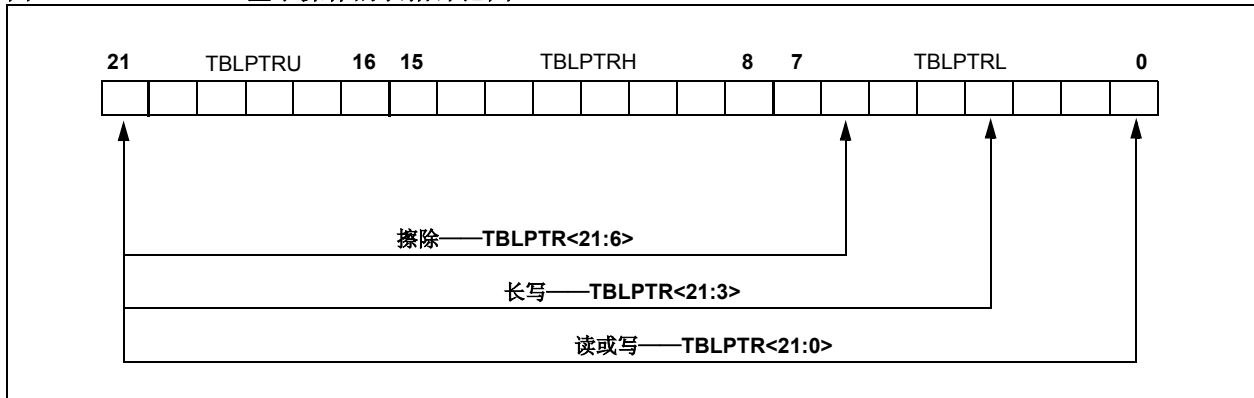 21 TBLPTRU 16 15 TBLPTRH 8 7 TBLPTRL 0
擦除——TBLPTR<21:6>
长写——TBLPTR<21:3>
读或写——TBLPTR<21:0>